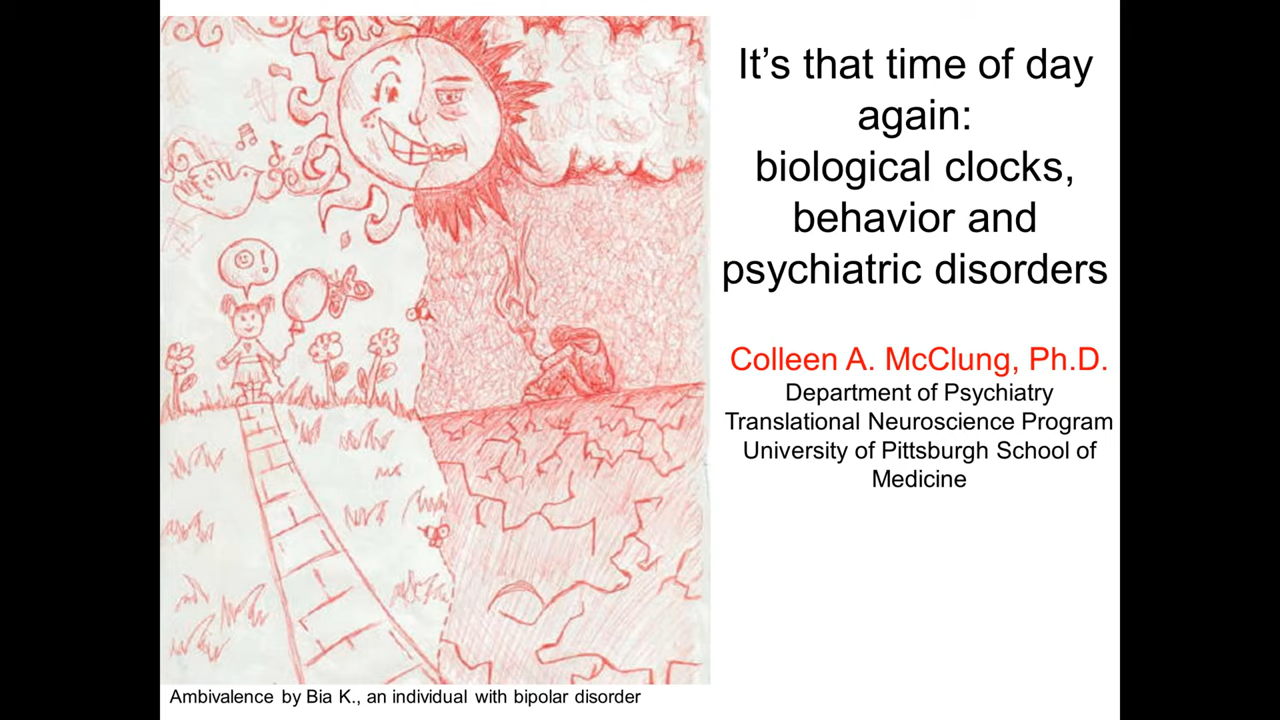 It’s that time of day
again:
biological clocks,
behavior and
psychiatric disorders
Colleen A. McClung, Ph.D.
Department of Psychiatry
Translational Neuroscience Program
University of Pittsburgh School of
Medicine
Ambivalence by Bia K., an individual with bipolar disorder